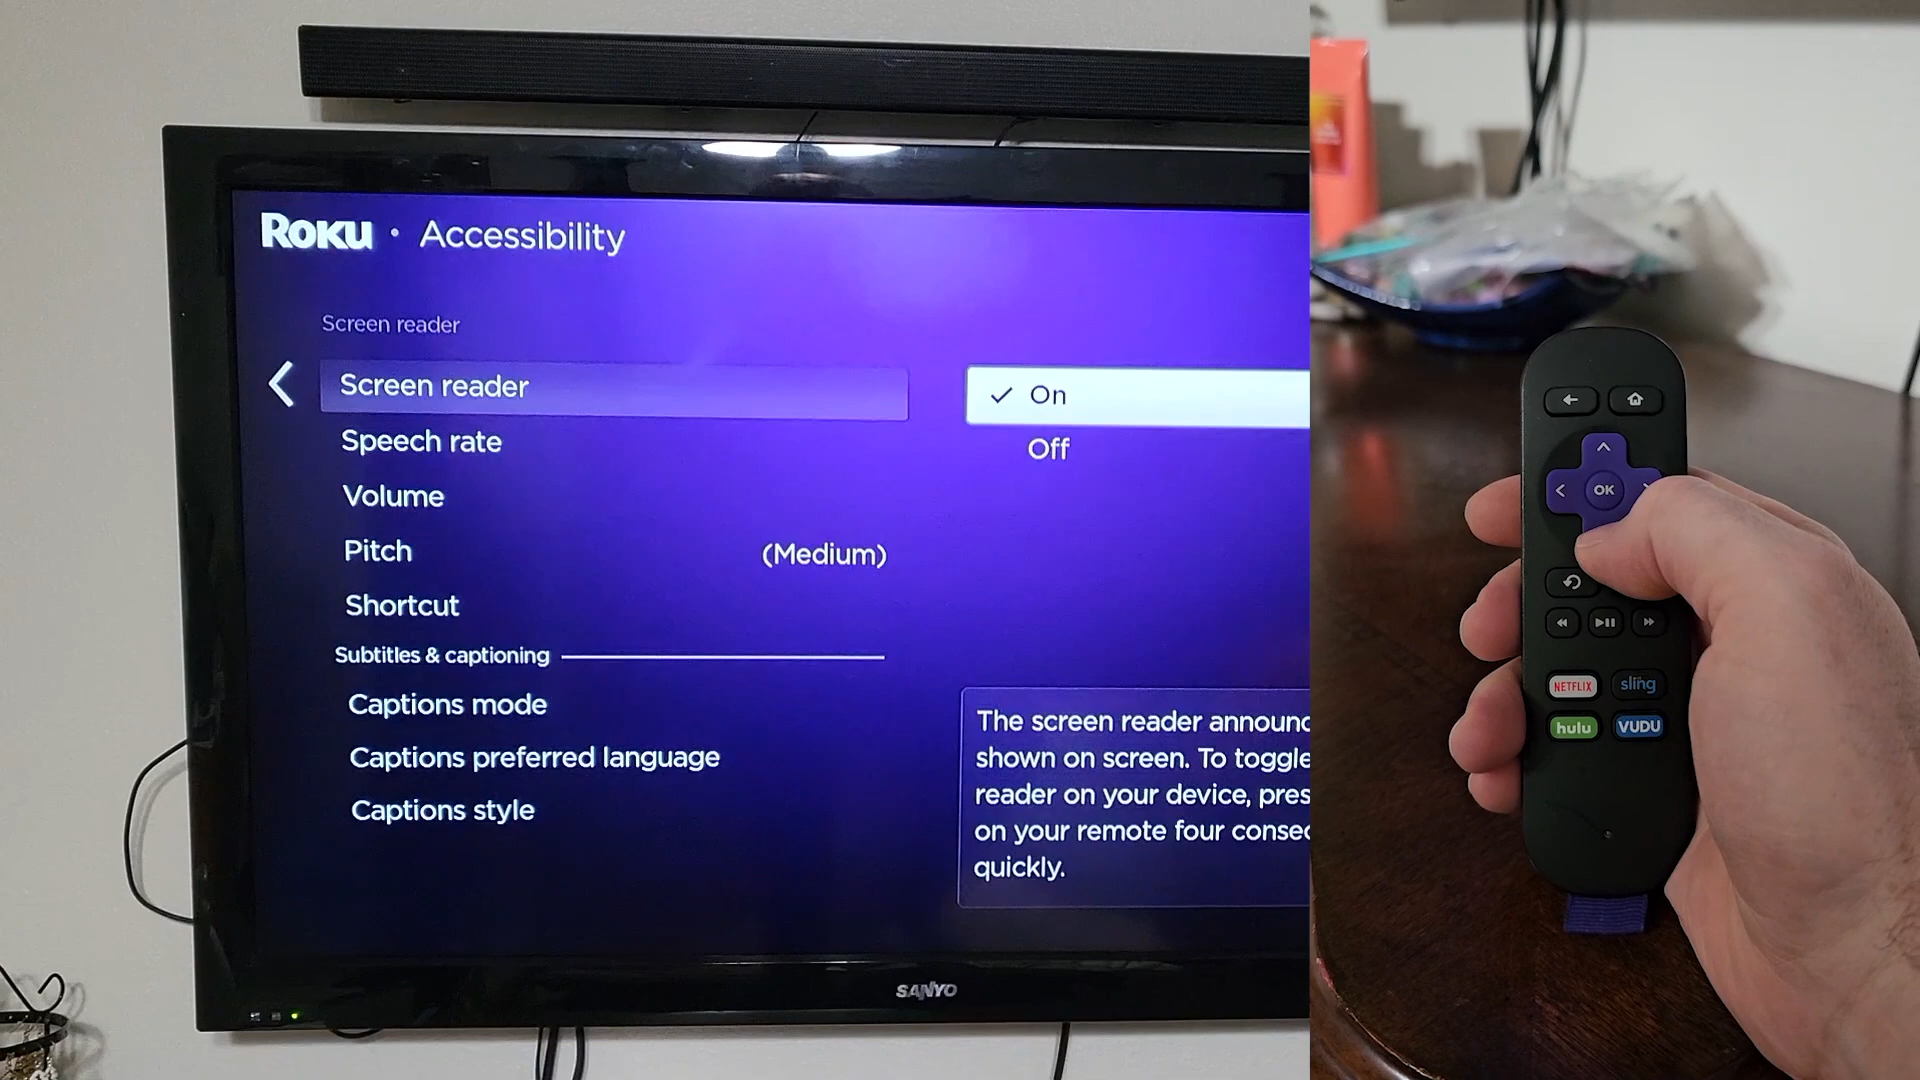 Roku • Accessibility
Screen reader
Screen reader
Speech rate
Volume
Pitch (Medium)
Shortcut
Subtitles & captioning
Captions mode
Captions preferred language
Captions style
On
Off
The screen reader announc
shown on screen. To toggle
reader on your device, pres
on your remote four consec
quickly.
SANYO
OK
NETFLIX sling
hulu VUDU